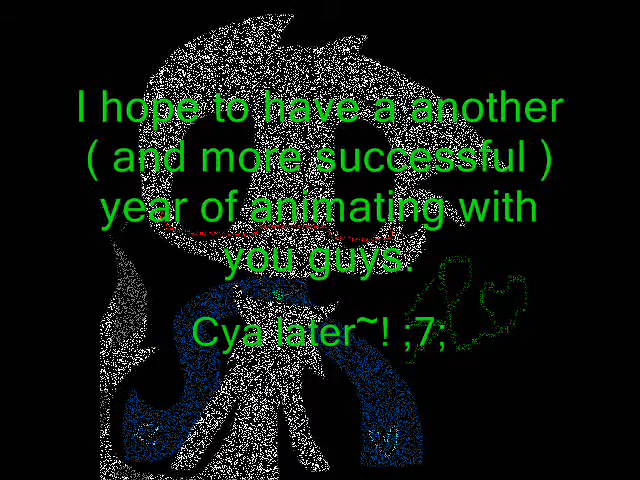 I hope to have a another
( and more successful )
year of animating with
you guys.
Cya later~! ;7;